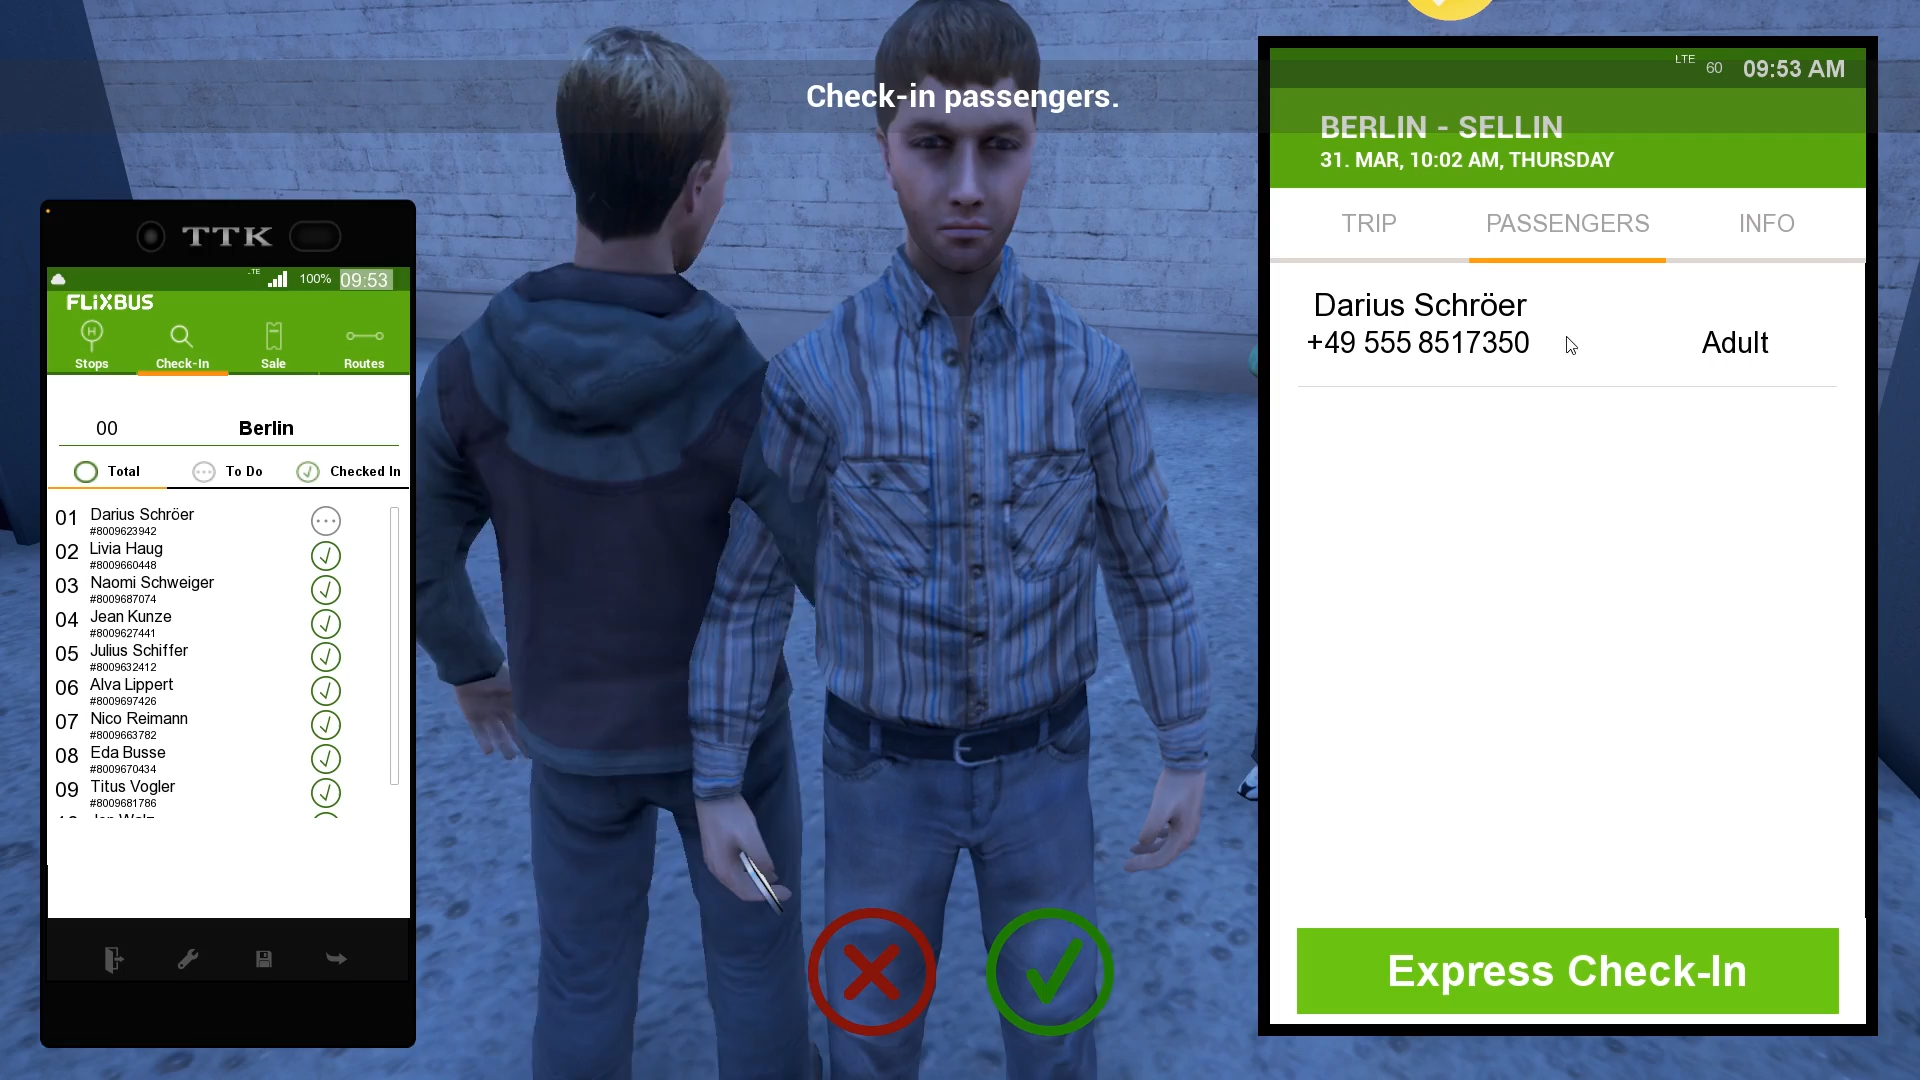 Check-in passengers.
TTK
LTE
100%
09:53
FLiXBUS
Stops
Check-In
Sale
Routes
00 Berlin
Total
To Do
Checked In
01 Darius Schröer
#8009623942
02 Livia Haug
#8009660448
03 Naomi Schweiger
#8009687074
04 Jean Kunze
#8009627441
05 Julius Schiffer
#8009632412
06 Alva Lippert
#8009697426
07 Nico Reimann
#8009663782
08 Eda Busse
#8009670434
09 Titus Vogler
#8009681786
LTE 60 09:53 AM
BERLIN - SELLIN
31. MAR, 10:02 AM, THURSDAY
TRIP
PASSENGERS
INFO
Darius Schröer
+49 555 8517350 Adult
Express Check-In